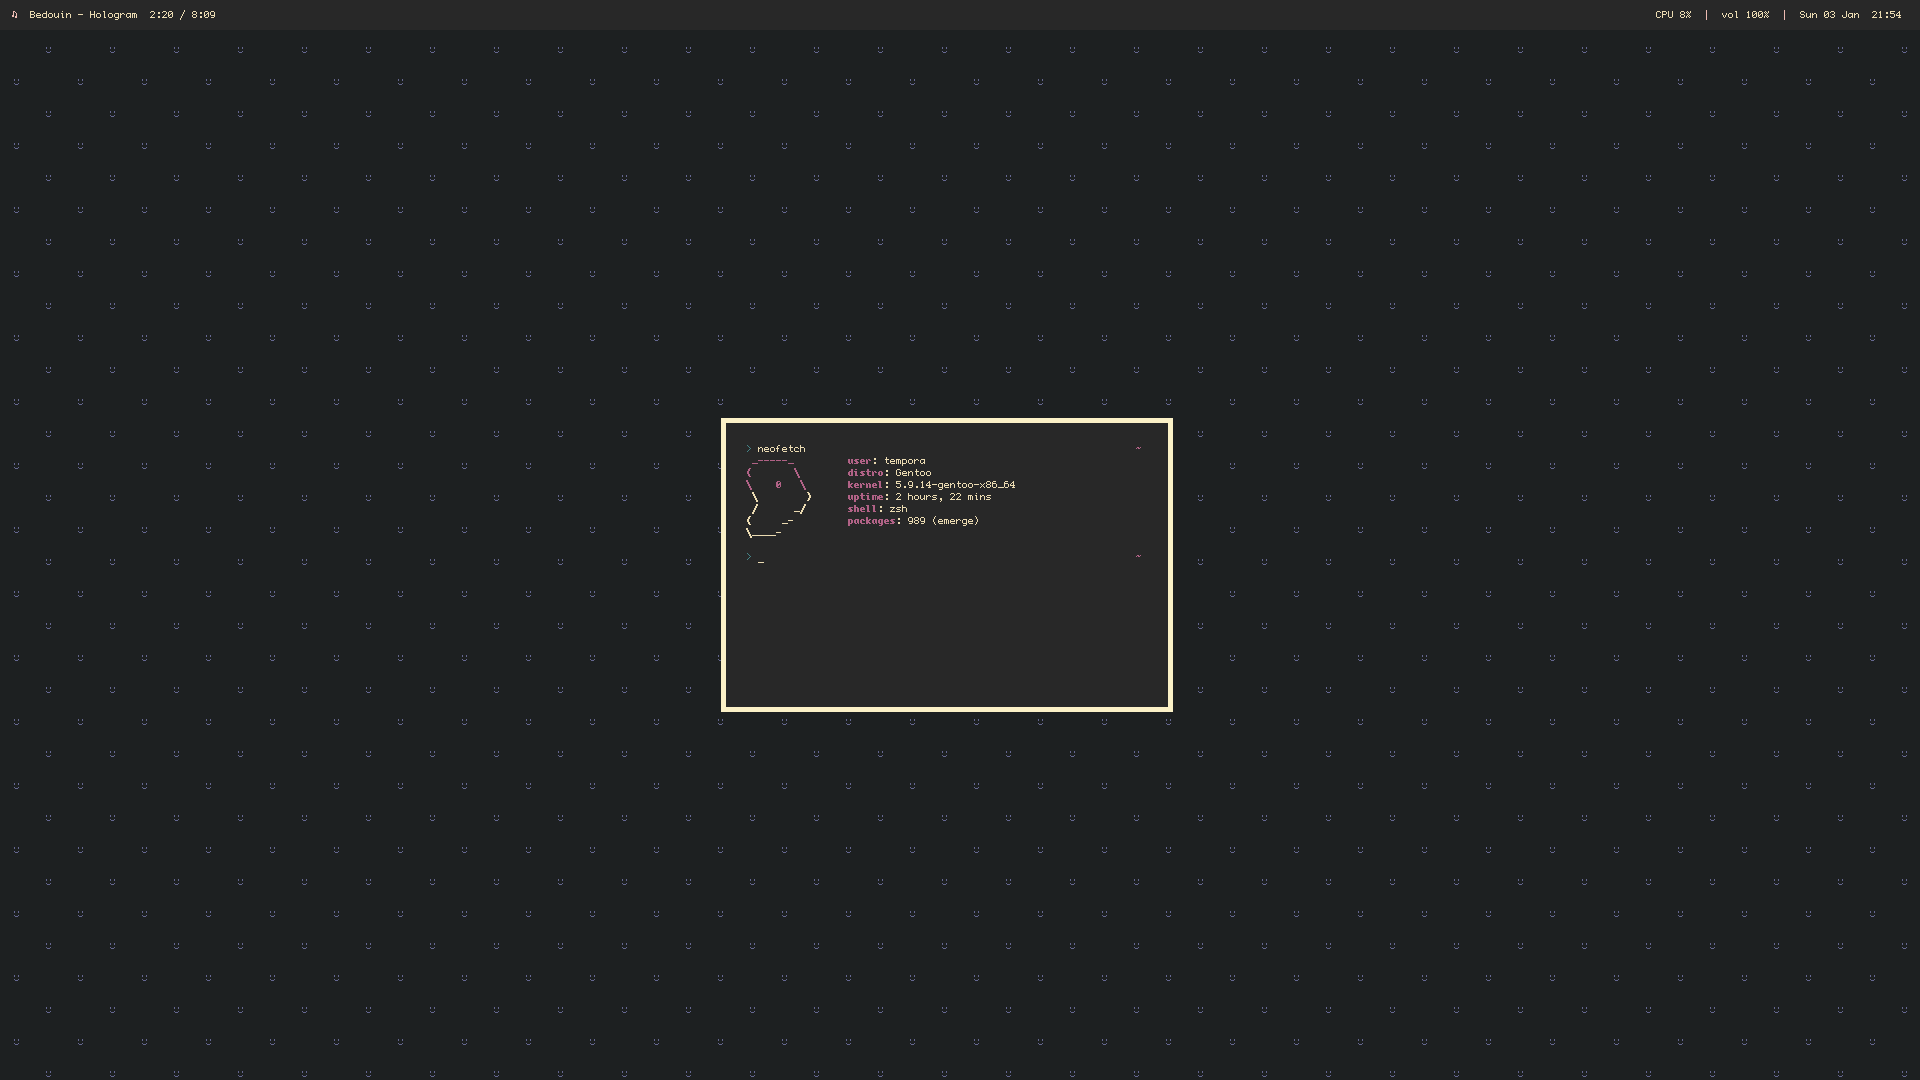 ♫ Bedouin - Hologram 2:20 / 8:09
CPU 8% | vol 100% | Sun 03 Jan 21:54
> neofetch ~
user: tempora
distro: Gentoo
0 kernel: 5.9.14-gentoo-x86_64
uptime: 2 hours, 22 mins
shell: zsh
packages: 989 (emerge)
> _ ~